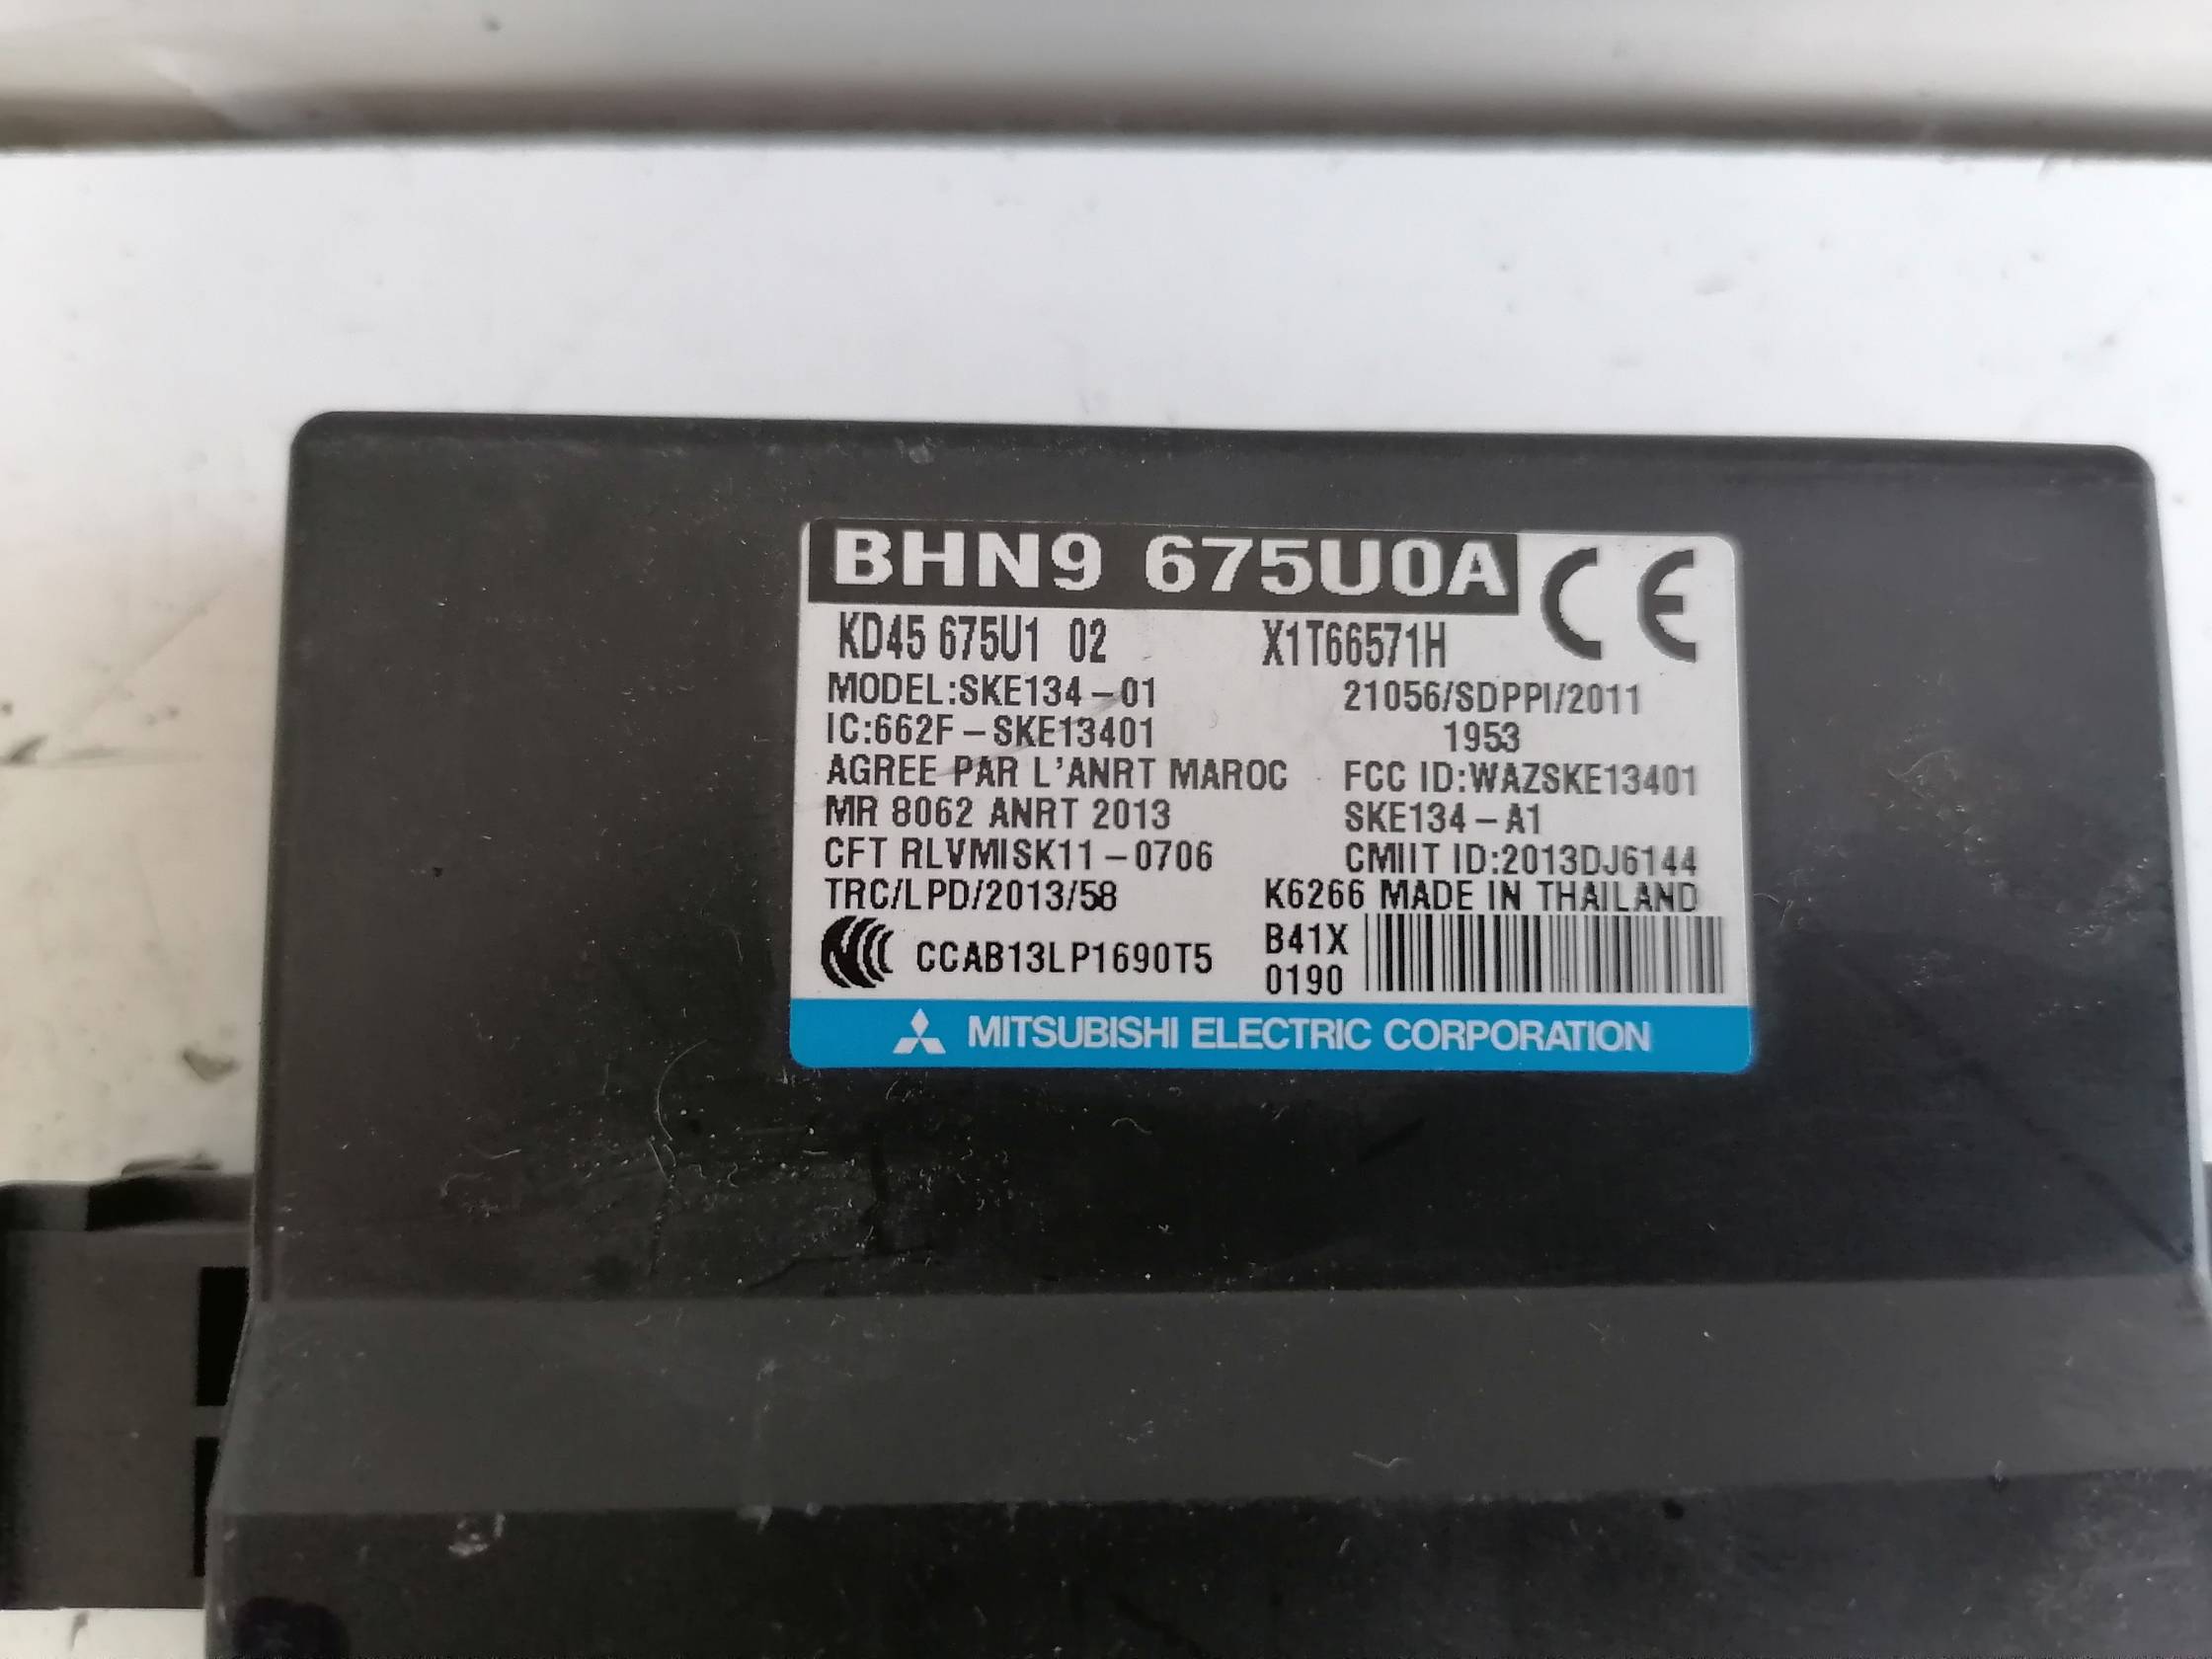 BHN9 675U0A CE
KD45 675U1 02 X1T66571H
MODEL:SKE134-01 21056/SDPPI/2011
IC:662F-SKE13401 1953
AGREE PAR L'ANRT MAROC FCC ID:WAZSKE13401
MR 8062 ANRT 2013 SKE134-A1
CFT RLVMISK11-0706 CMIIT ID:2013DJ6144
TRC/LPD/2013/58 K6266 MADE IN THAILAND
CCAB13LP1690T5 B41X
0190
MITSUBISHI ELECTRIC CORPORATION